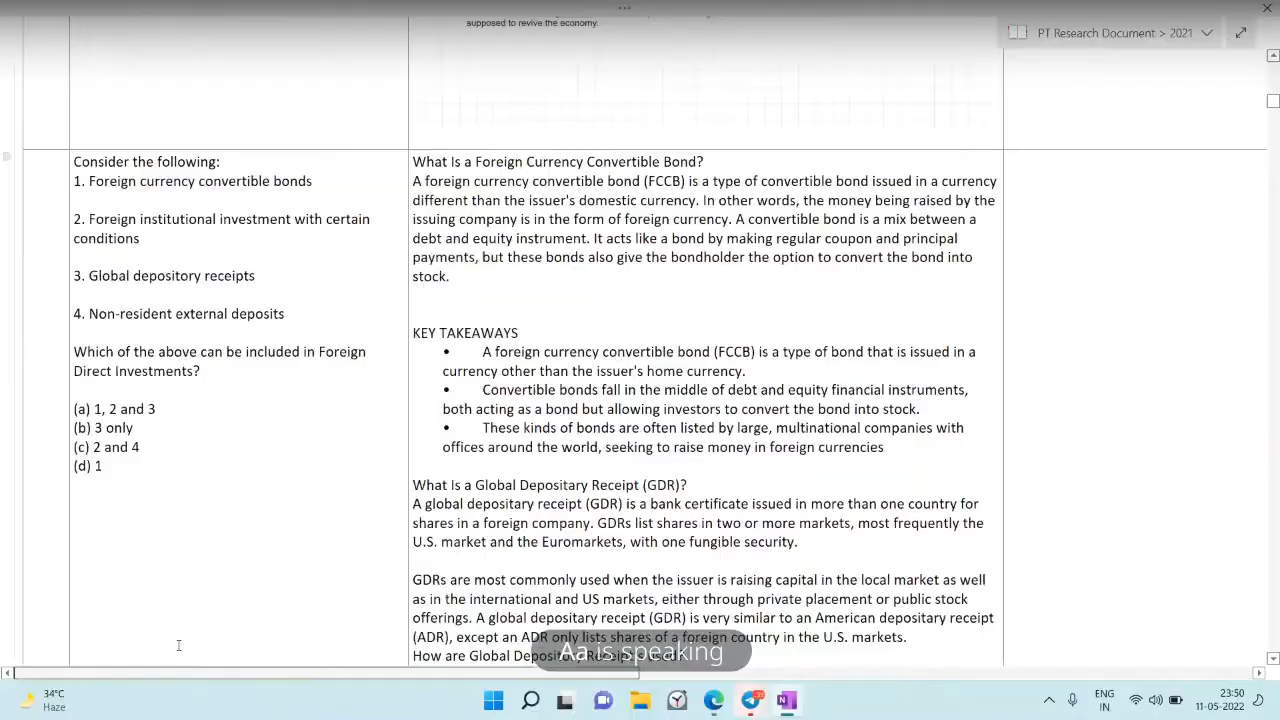 supposed to revive the economy.
PT Research Document > 2021
Consider the following:
1. Foreign currency convertible bonds
2. Foreign institutional investment with certain
conditions
3. Global depository receipts
4. Non-resident external deposits
Which of the above can be included in Foreign
Direct Investments?
(a) 1, 2 and 3
(b) 3 only
(c) 2 and 4
(d) 1
What Is a Foreign Currency Convertible Bond?
A foreign currency convertible bond (FCCB) is a type of convertible bond issued in a currency
different than the issuer's domestic currency. In other words, the money being raised by the
issuing company is in the form of foreign currency. A convertible bond is a mix between a
debt and equity instrument. It acts like a bond by making regular coupon and principal
payments, but these bonds also give the bondholder the option to convert the bond into
stock.
KEY TAKEAWAYS
• A foreign currency convertible bond (FCCB) is a type of bond that is issued in a
currency other than the issuer's home currency.
• Convertible bonds fall in the middle of debt and equity financial instruments,
both acting as a bond but allowing investors to convert the bond into stock.
• These kinds of bonds are often listed by large, multinational companies with
offices around the world, seeking to raise money in foreign currencies
What Is a Global Depositary Receipt (GDR)?
A global depositary receipt (GDR) is a bank certificate issued in more than one country for
shares in a foreign company. GDRs list shares in two or more markets, most frequently the
U.S. market and the Euromarkets, with one fungible security.
GDRs are most commonly used when the issuer is raising capital in the local market as well
as in the international and US markets, either through private placement or public stock
offerings. A global depositary receipt (GDR) is very similar to an American depositary receipt
(ADR), except an ADR only lists shares of a foreign country in the U.S. markets.
How are Global Depository Receipts
Aa is speaking
34°C
Haze
ENG
IN
23:50
11-05-2022